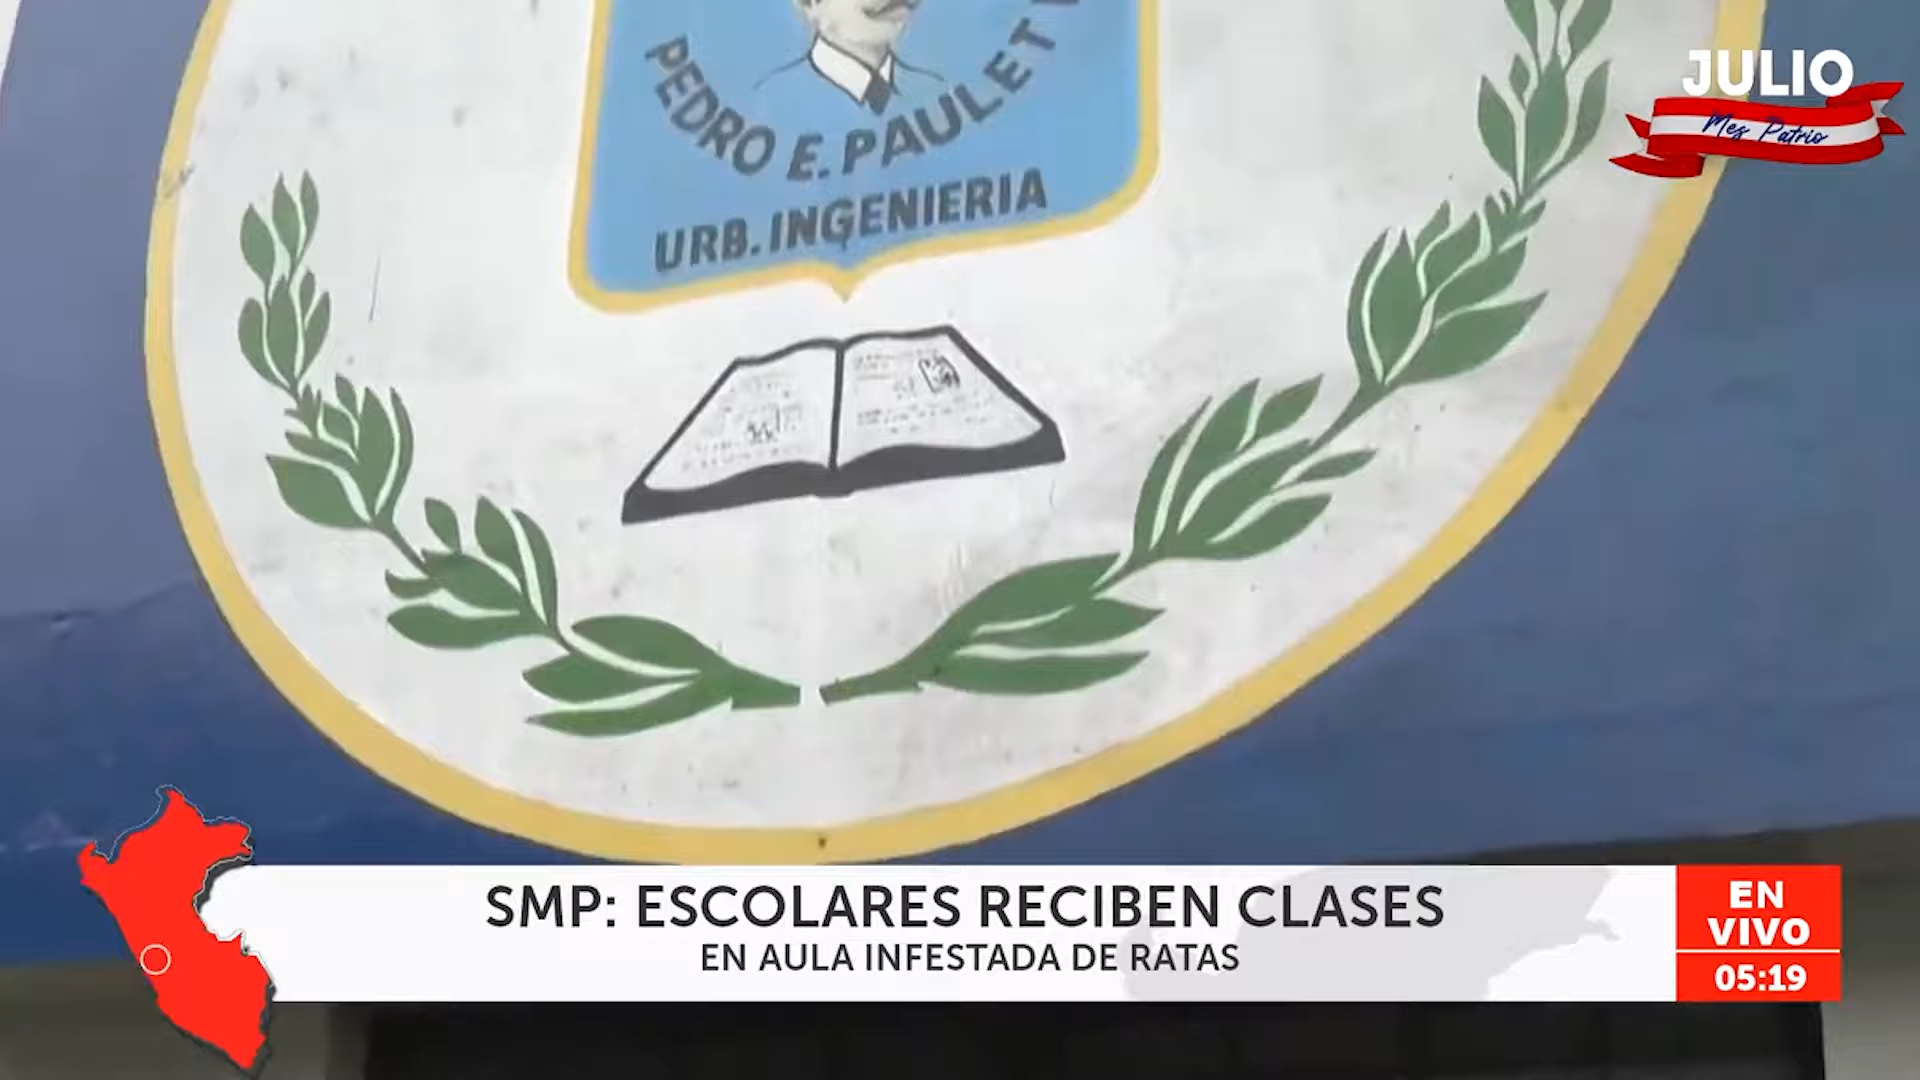 JULIO
Mes Patrio
PEDRO E. PAULET
URB. INGENIERIA
SMP: ESCOLARES RECIBEN CLASES
EN AULA INFESTADA DE RATAS
EN
VIVO
05:19